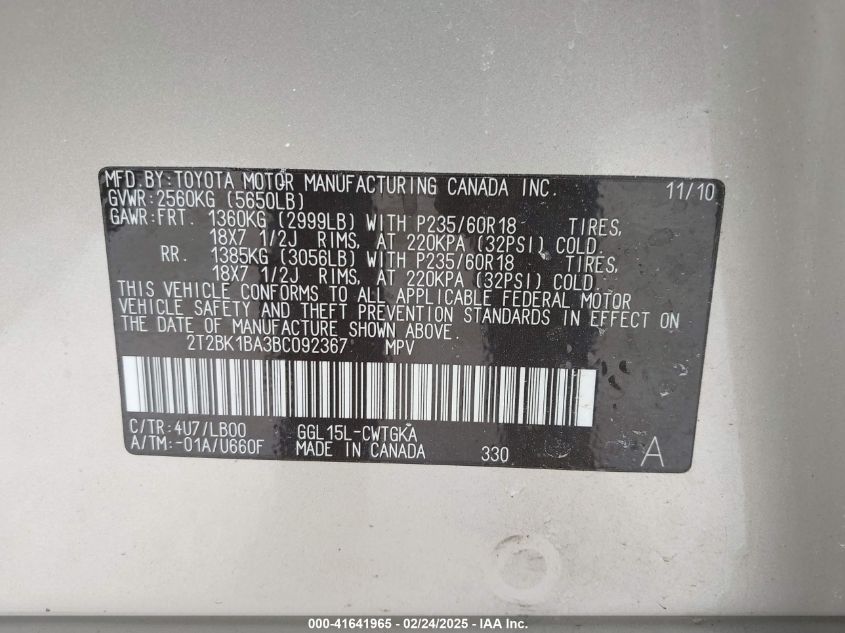 MFD.BY:TOYOTA MOTOR MANUFACTURING CANADA INC. 11/10
GVWR:2560KG (5650LB)
GAWR:FRT. 1360KG (2999LB) WITH P235/60R18 TIRES,
18X7 1/2J RIMS, AT 220KPA (32PSI) COLD.
RR. 1385KG (3056LB) WITH P235/60R18 TIRES,
18X7 1/2J RIMS, AT 220KPA (32PSI) COLD.
THIS VEHICLE CONFORMS TO ALL APPLICABLE FEDERAL MOTOR
VEHICLE SAFETY AND THEFT PREVENTION STANDARDS IN EFFECT ON
THE DATE OF MANUFACTURE SHOWN ABOVE.
2T2BK1BA3BC092367 MPV
C/TR:4U7/LB00 GGL15L-CWTGKA
A/TM:-01A/U660F MADE IN CANADA 330 A
000-41641965 - 02/24/2025 - IAA Inc.